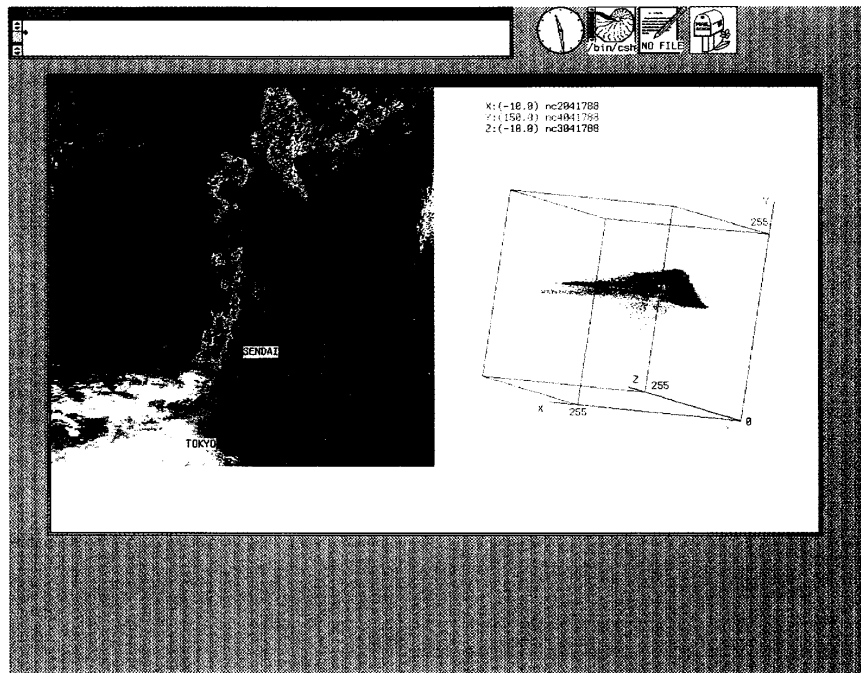 /bin/csh
NO FILE
X:(-10.0) nc2041788
Y:(150.0) nc4041788
Z:(-10.0) nc3041788
Y
255
SENDAI
Z 255
X 255
0
TOKYO